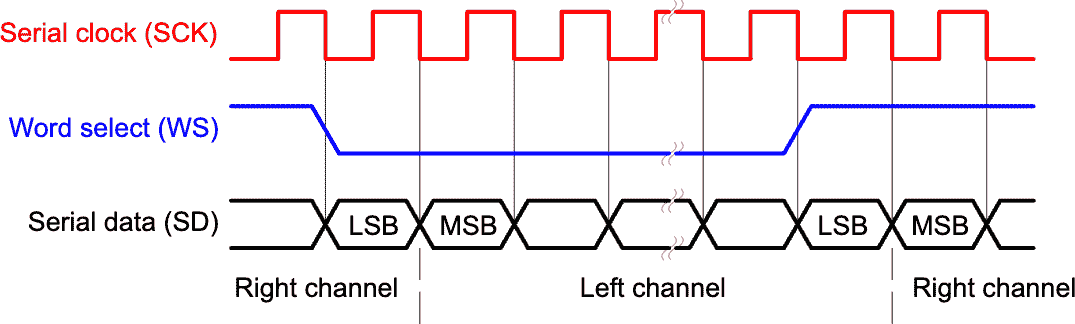 Serial clock (SCK)
Word select (WS)
Serial data (SD)
LSB
MSB
LSB
MSB
Right channel
Left channel
Right channel